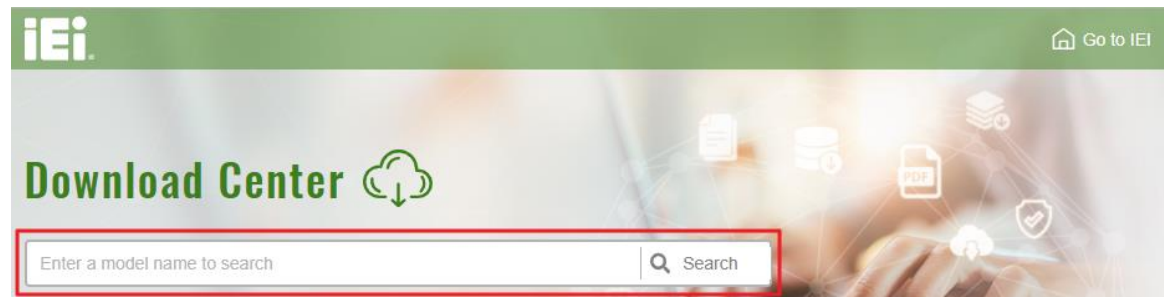 iEi.
Go to IEI
Download Center
PDF
Enter a model name to search
Search